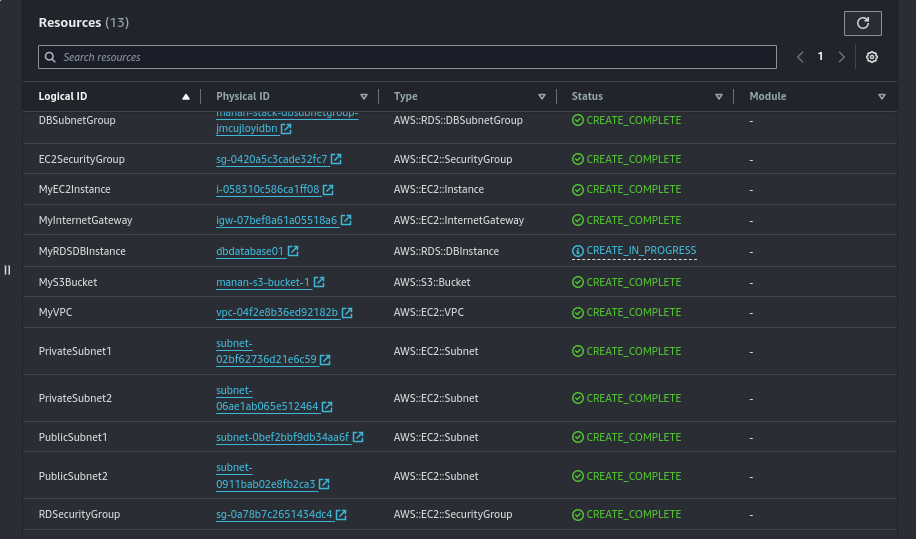 Resources (13)
Search resources
1
Logical ID Physical ID Type Status Module
manan-stack-dbsubnetgroup-
DBSubnetGroup jmcujloyidbn AWS::RDS::DBSubnetGroup CREATE_COMPLETE -
EC2SecurityGroup sg-0420a5c3cade32fc7 AWS::EC2::SecurityGroup CREATE_COMPLETE -
MyEC2Instance i-058310c586ca1ff08 AWS::EC2::Instance CREATE_COMPLETE -
MyInternetGateway igw-07bef8a61a05518a6 AWS::EC2::InternetGateway CREATE_COMPLETE -
MyRDSDBInstance dbdatabase01 AWS::RDS::DBInstance CREATE_IN_PROGRESS -
MyS3Bucket manan-s3-bucket-1 AWS::S3::Bucket CREATE_COMPLETE -
MyVPC vpc-04f2e8b36ed92182b AWS::EC2::VPC CREATE_COMPLETE -
subnet-
PrivateSubnet1 02bf62736d21e6c59 AWS::EC2::Subnet CREATE_COMPLETE -
subnet-
PrivateSubnet2 06ae1ab065e512464 AWS::EC2::Subnet CREATE_COMPLETE -
PublicSubnet1 subnet-0bef2bbf9db34aa6f AWS::EC2::Subnet CREATE_COMPLETE -
subnet-
PublicSubnet2 0911bab02e8fb2ca3 AWS::EC2::Subnet CREATE_COMPLETE -
RDSecurityGroup sg-0a78b7c2651434dc4 AWS::EC2::SecurityGroup CREATE_COMPLETE -